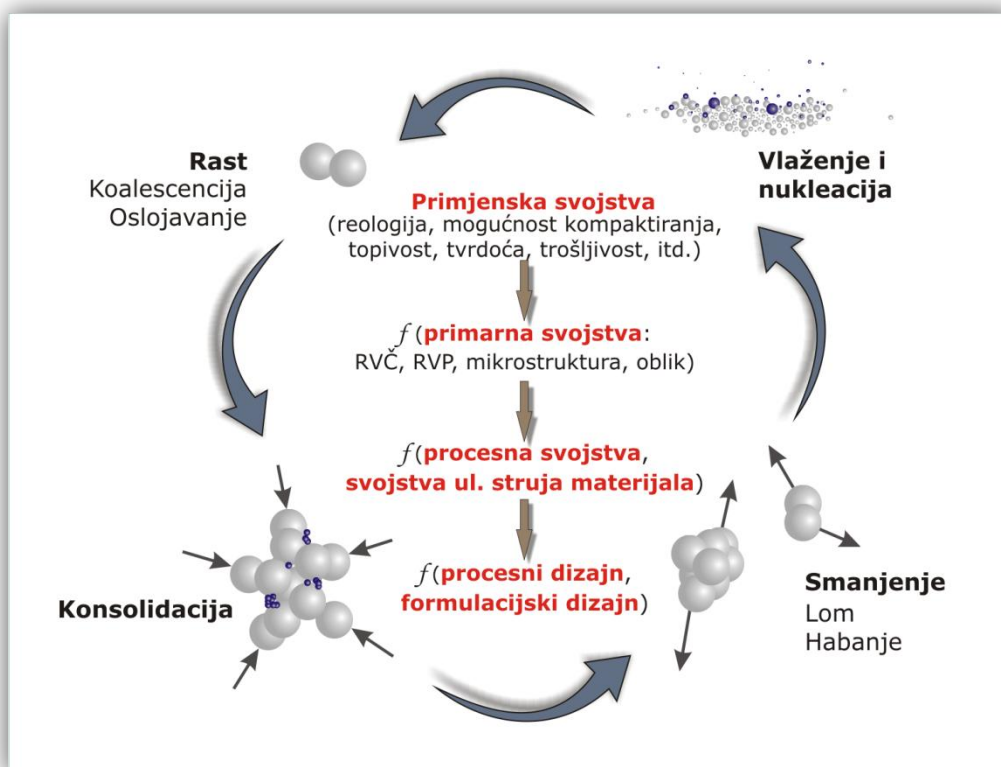 Vlaženje i
nukleacija
Rast
Koalescencija
Oslojavanje
Primjenska svojstva
(reologija, mogućnost kompaktiranja,
topivost, tvrdoća, trošljivost, itd.)
f (primarna svojstva:
RVČ, RVP, mikrostruktura, oblik)
f(procesna svojstva,
svojstva ul. struja materijala)
f(procesni dizajn,
formulacijski dizajn)
Konsolidacija
Smanjenje
Lom
Habanje